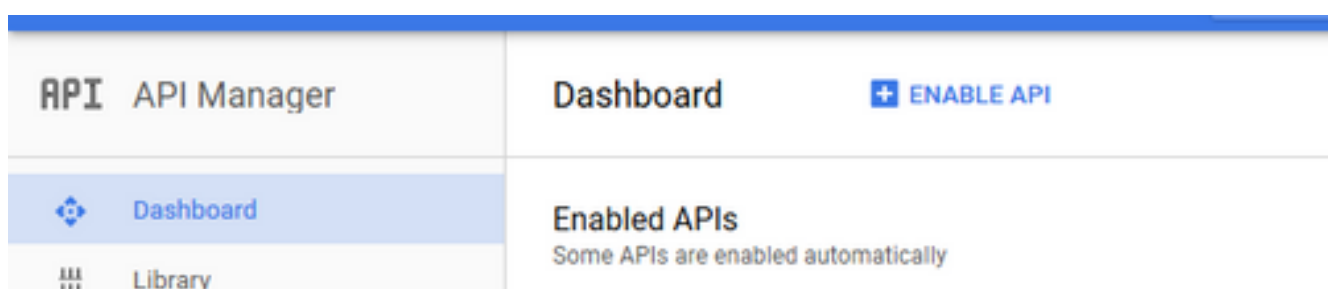 API API Manager
Dashboard
ENABLE API
Dashboard
Library
Enabled APIs
Some APIs are enabled automatically